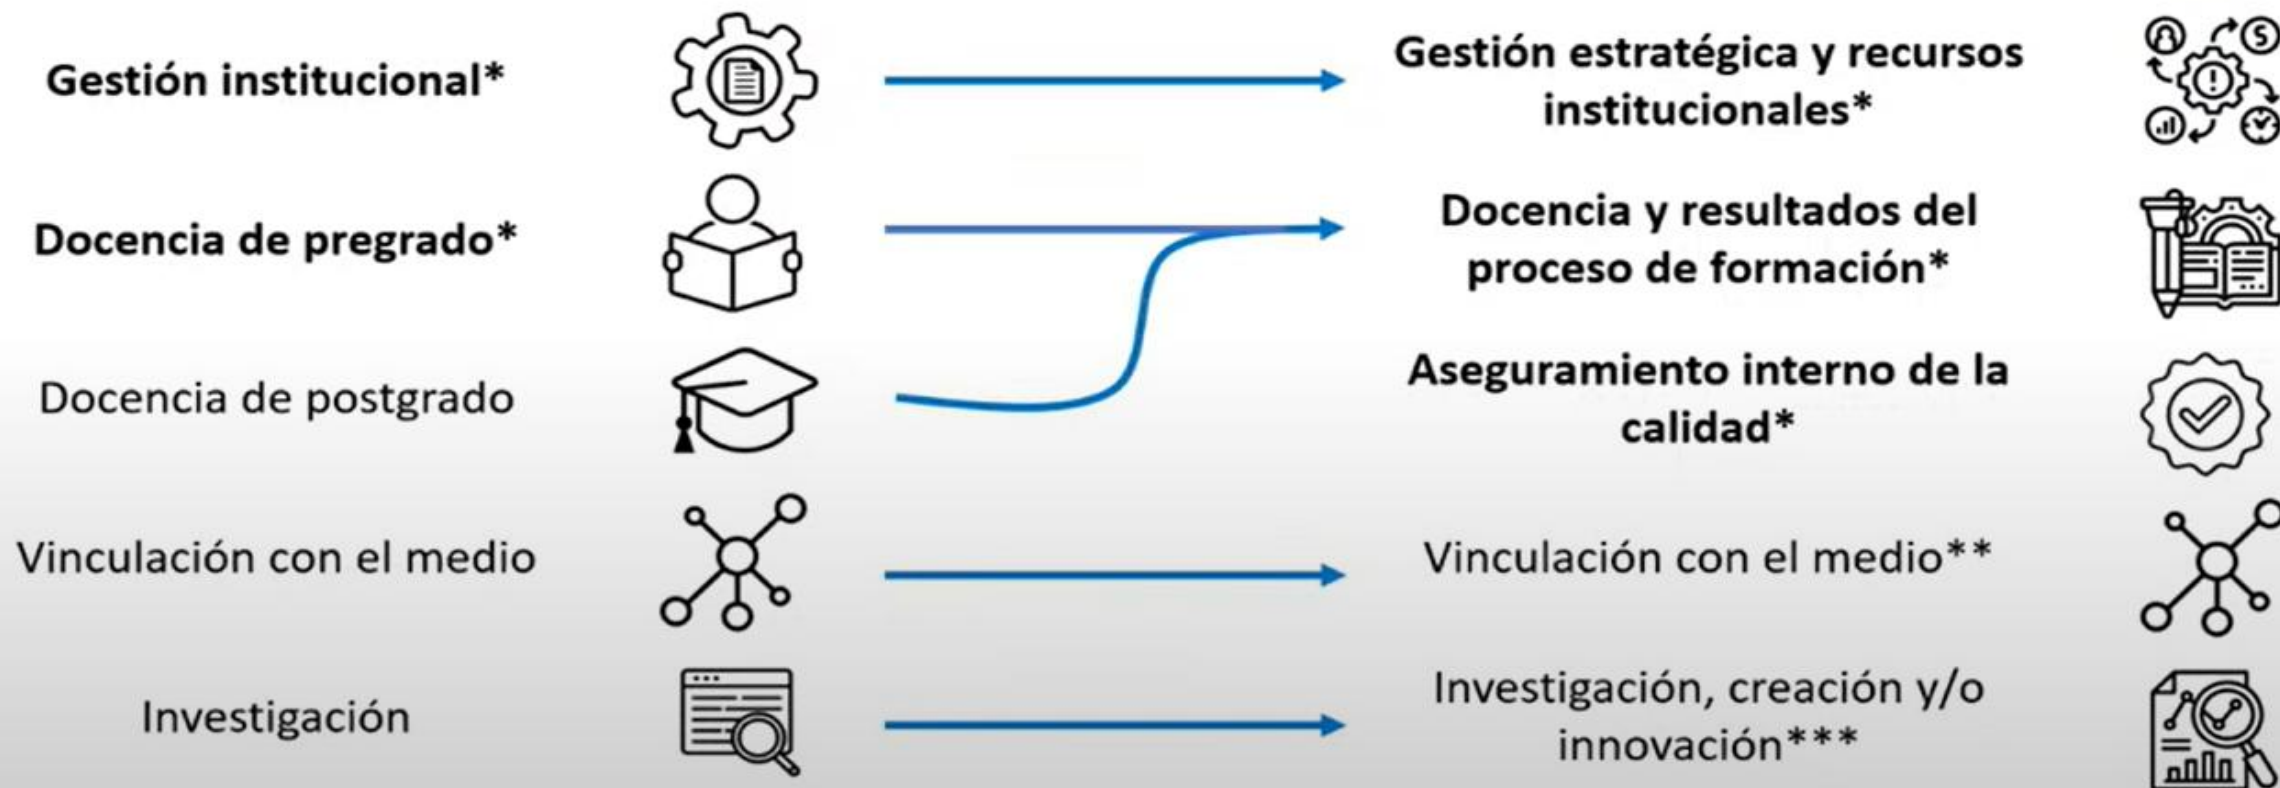 Gestión institucional*
Gestión estratégica y recursos
institucionales*
Docencia de pregrado*
Docencia y resultados del
proceso de formación*
Docencia de postgrado
Aseguramiento interno de la
calidad*
Vinculación con el medio
Vinculación con el medio**
Investigación
Investigación, creación y/o
innovación***